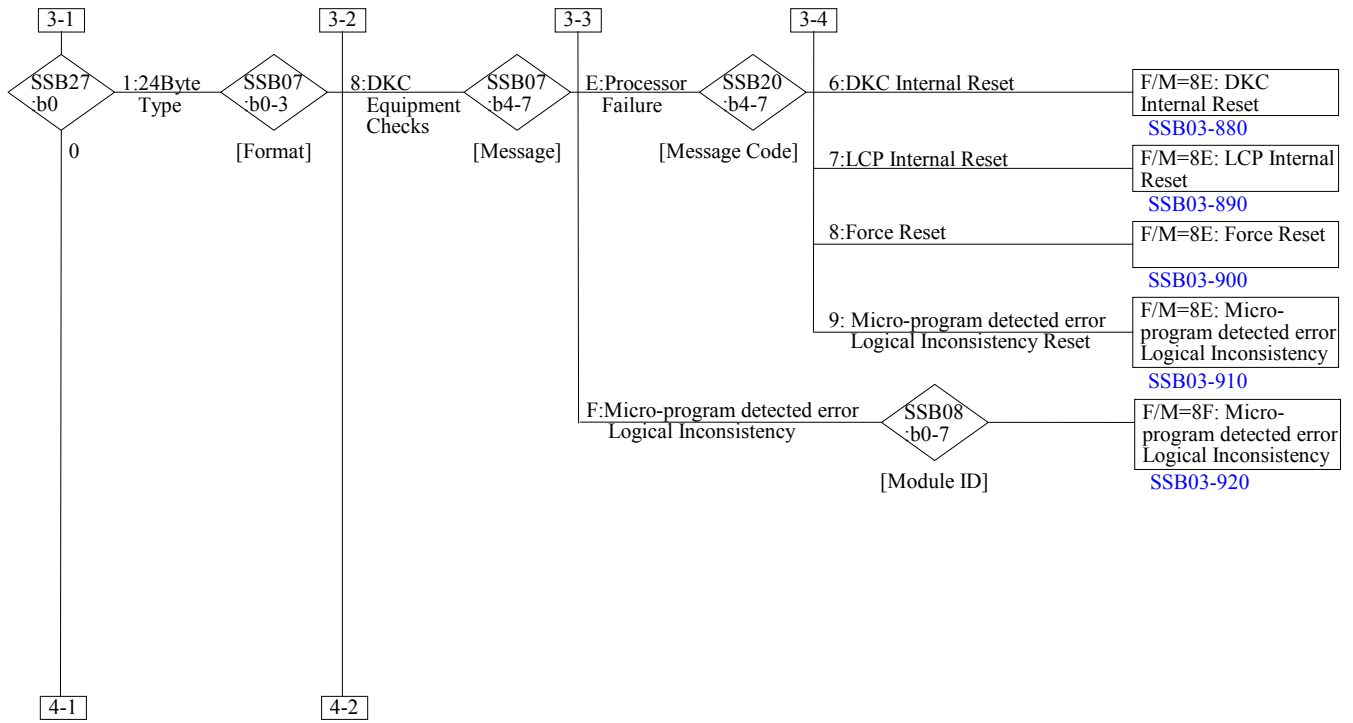 3-1
3-2
3-3
3-4
SSB27
:b0
1:24Byte
Type
SSB07
:b0-3
8:DKC
Equipment
Checks
SSB07
:b4-7
E:Processor
Failure
SSB20
:b4-7
6:DKC Internal Reset
F/M=8E: DKC
Internal Reset
SSB03-880
0
[Format]
[Message]
[Message Code]
7:LCP Internal Reset
F/M=8E: LCP Internal
Reset
SSB03-890
8:Force Reset
F/M=8E: Force Reset
SSB03-900
9: Micro-program detected error
Logical Inconsistency Reset
F/M=8E: Micro-
program detected error
Logical Inconsistency
SSB03-910
F:Micro-program detected error
Logical Inconsistency
SSB08
:b0-7
[Module ID]
F/M=8F: Micro-
program detected error
Logical Inconsistency
SSB03-920
4-1
4-2